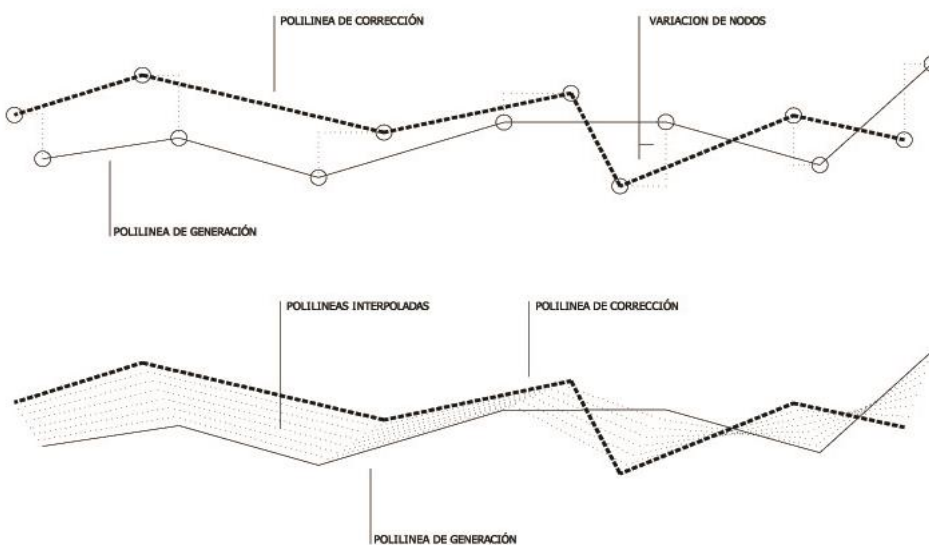 POLILINEA DE CORRECCIÓN
VARIACION DE NODOS
POLILINEA DE GENERACIÓN
POLILINEAS INTERPOLADAS
POLILINEA DE CORRECCIÓN
POLILINEA DE GENERACIÓN